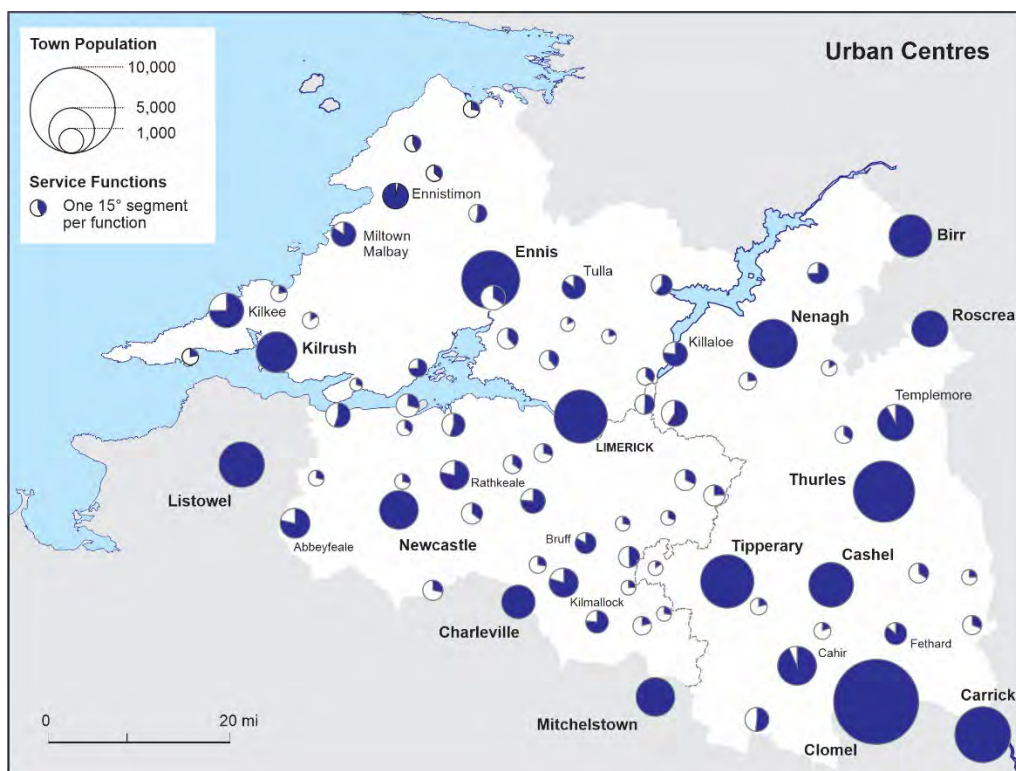 Town Population
10,000
5,000
1,000
Service Functions
One 15° segment
per function
Urban Centres
Ennistimon
Miltown
Malbay
Ennis
Tulla
Birr
Kilkee
Nenagh
Roscrea
Kilrush
Killaloe
Templemore
LIMERICK
Listowel
Rathkeale
Thurles
Abbeyfeale
Newcastle
Bruff
Tipperary
Cashel
Kilmallock
Charleville
Fethard
Cahir
Mitchelstown
Carrick
Clomel
0
20 mi